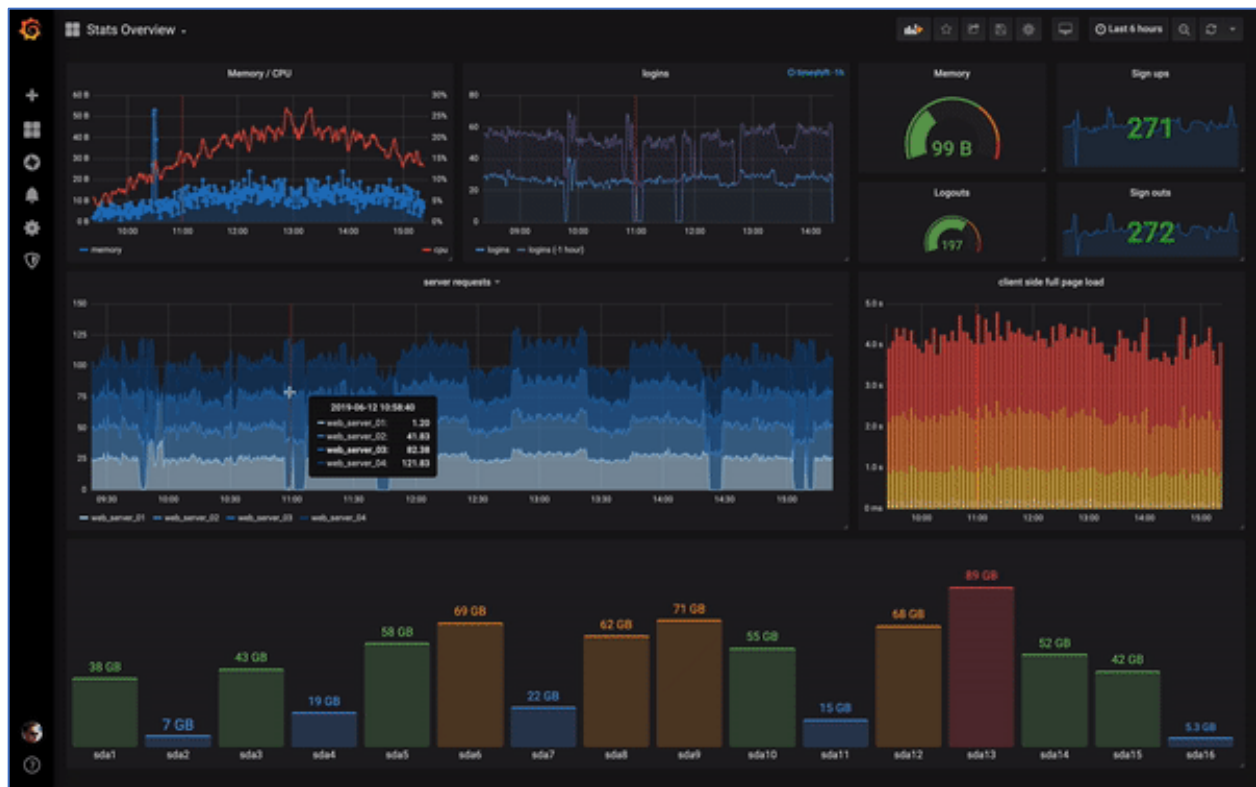 Stats Overview
Last 6 hours
Memory / CPU
60 B
50 B
40 B
30 B
20 B
10 B
0 B
30%
25%
20%
15%
10%
5%
0%
10:00 11:00 12:00 13:00 14:00 15:00
memory
cpu
logins
timeshift -1h
80
60
40
20
0
09:00 10:00 11:00 12:00 13:00 14:00
logins logins (-1 hour)
Memory
99 B
Sign ups
271
Logouts
197
Sign outs
272
server requests
150
125
100
75
50
25
0
09:30 10:00 10:30 11:00 11:30 12:00 12:30 13:00 13:30 14:00 14:30 15:00
2019-06-12 10:58:40
web_server_01: 1.20
web_server_02: 41.83
web_server_03: 82.38
web_server_04: 121.83
web_server_01 web_server_02 web_server_03 web_server_04
client side full page load
5.0 s
4.0 s
3.0 s
2.0 s
1.0 s
0 ms
10:00 11:00 12:00 13:00 14:00 15:00
38 GB 7 GB 43 GB 19 GB 58 GB 69 GB 22 GB 62 GB 71 GB 55 GB 15 GB 68 GB 89 GB 52 GB 42 GB 5.3 GB
sda1 sda2 sda3 sda4 sda5 sda6 sda7 sda8 sda9 sda10 sda11 sda12 sda13 sda14 sda15 sda16